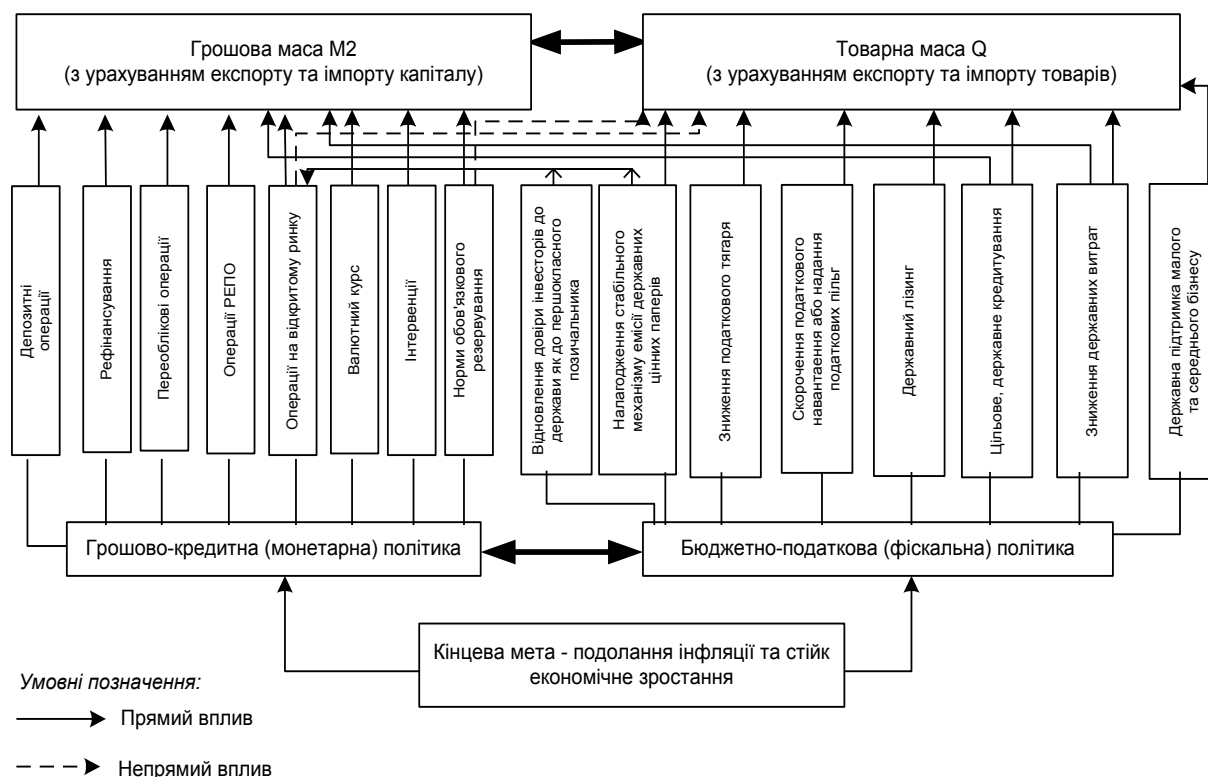 Грошова маса М2
(з урахуванням експорту та імпорту капіталу)
Товарна маса Q
(з урахуванням експорту та імпорту товарів)
Депозитні
операції
Рефінансування
Переоблікові операції
Операції РЕПО
Операції на відкритому ринку
Валютний курс
Інтервенції
Норми обов'язкового
резервування
Відновлення довіри інвесторів до
держави як до першокласного
позичальника
Налагодження стабільного
механізму емісії державних
цінних паперів
Зниження податкового тягаря
Скорочення податкового
навантаження або надання
податкових пільг
Державний лізинг
Цільове, державне кредитування
Зниження державних витрат
Державна підтримка малого
та середнього бізнесу
Грошово-кредитна (монетарна) політика
Бюджетно-податкова (фіскальна) політика
Кінцева мета - подолання інфляції та стійк
економічне зростання
Умовні позначення:
Прямий вплив
Непрямий вплив